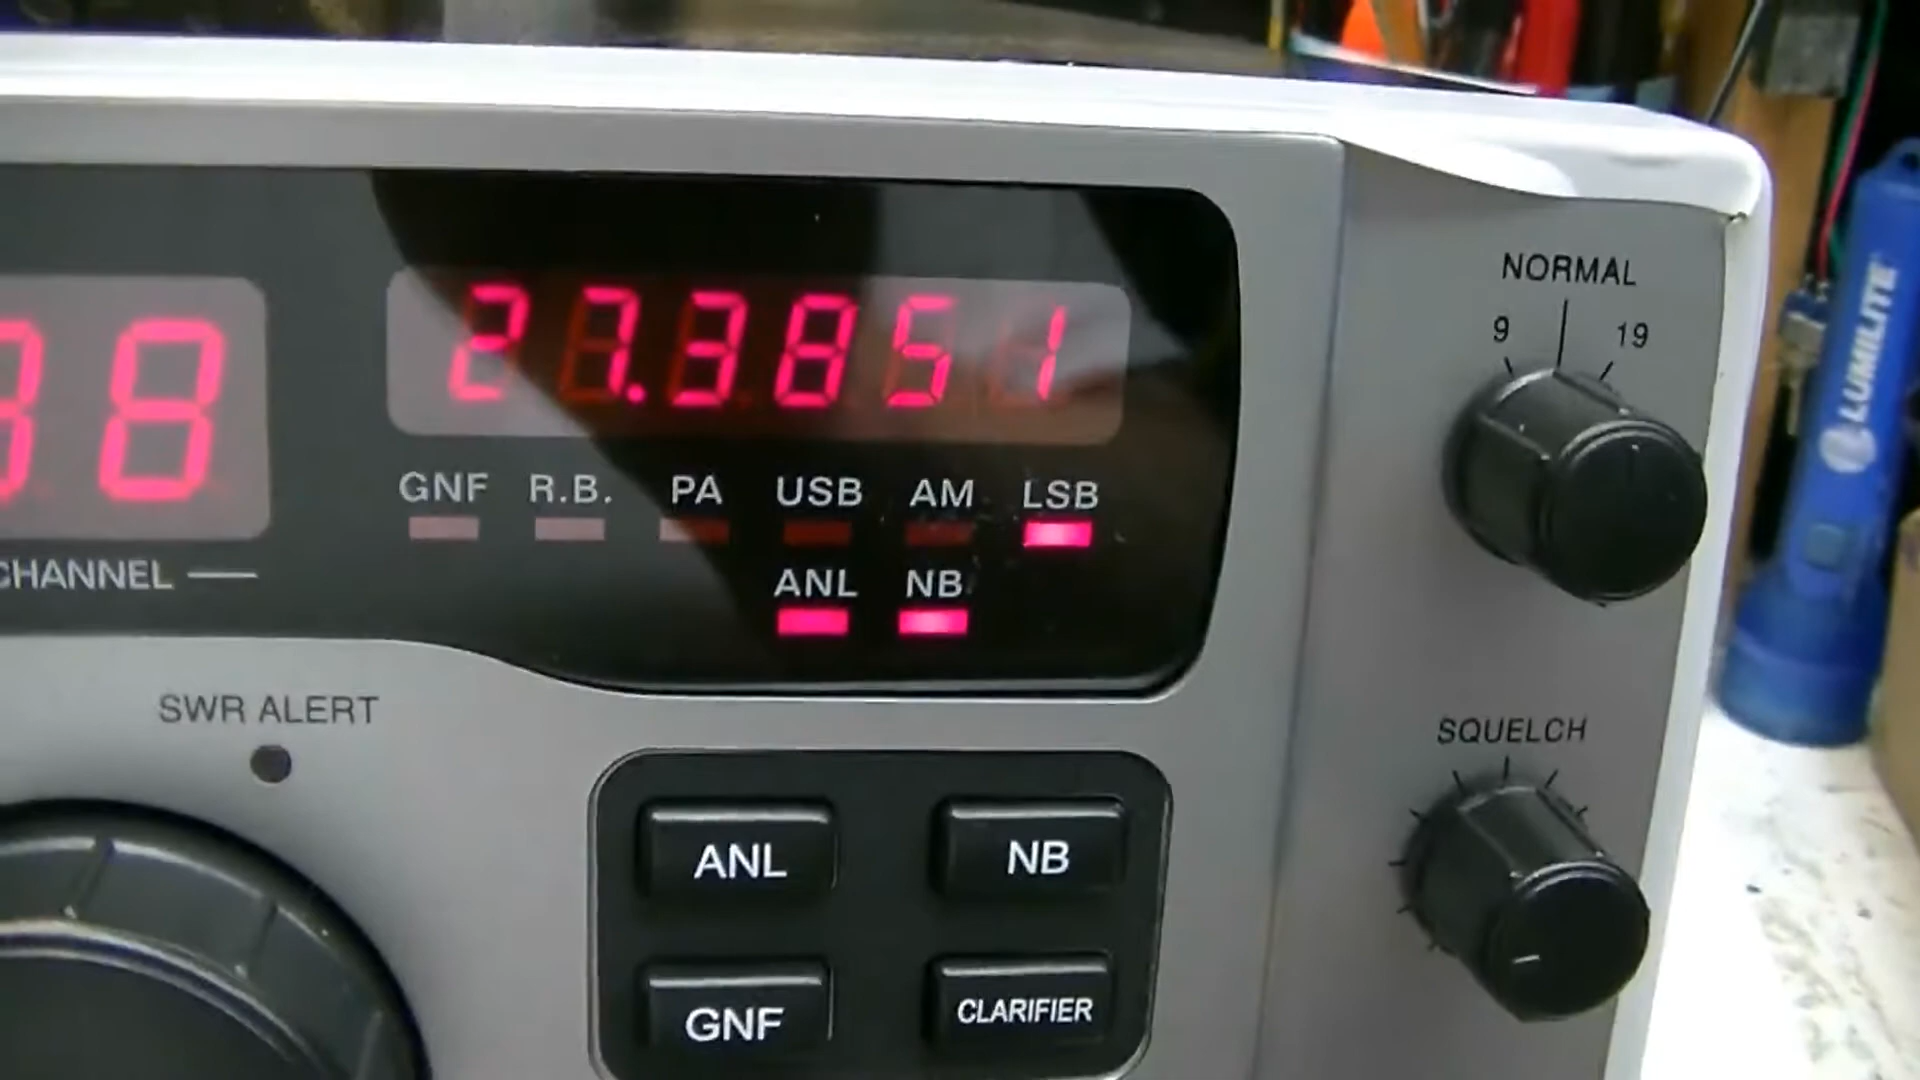 NORMAL
9 19
27.3851
38
GNF R.B. PA USB AM LSB
ANL NB
CHANNEL
SWR ALERT
SQUELCH
ANL NB
GNF CLARIFIER
LUMILITE